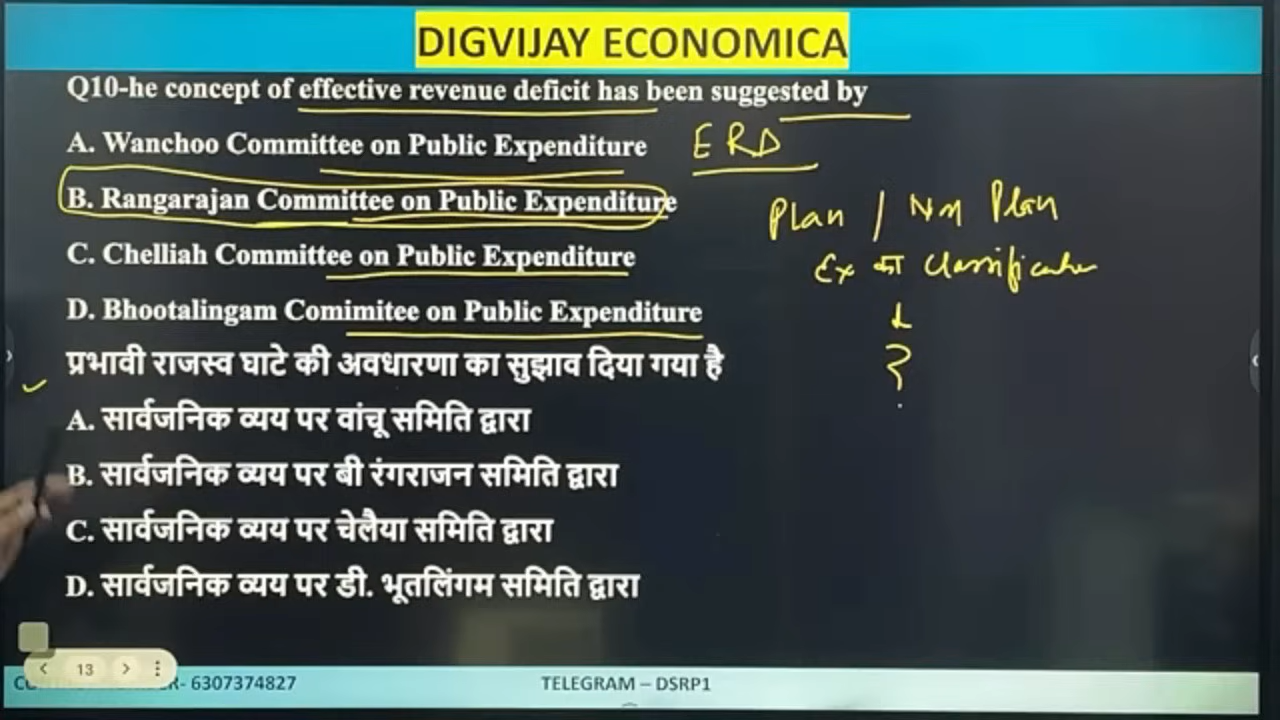 DIGVIJAY ECONOMICA
Q10-he concept of effective revenue deficit has been suggested by
A. Wanchoo Committee on Public Expenditure
ERD
B. Rangarajan Committee on Public Expenditure
Plan / Non Plan
C. Chelliah Committee on Public Expenditure
Ex का Classification
D. Bhootalingam Comimitee on Public Expenditure
?
प्रभावी राजस्व घाटे की अवधारणा का सुझाव दिया गया है
A. सार्वजनिक व्यय पर वांचू समिति द्वारा
B. सार्वजनिक व्यय पर बी रंगराजन समिति द्वारा
C. सार्वजनिक व्यय पर चेलैया समिति द्वारा
D. सार्वजनिक व्यय पर डी. भूतलिंगम समिति द्वारा
13
R- 6307374827
TELEGRAM – DSRP1